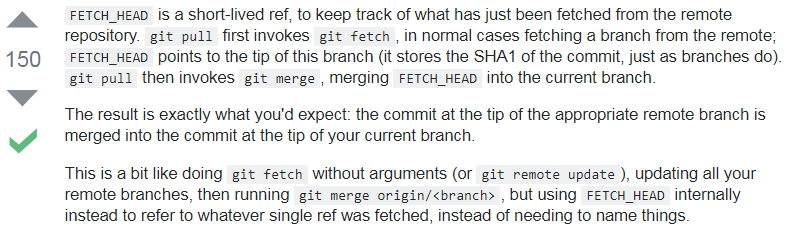 FETCH_HEAD is a short-lived ref, to keep track of what has just been fetched from the remote
repository. git pull first invokes git fetch , in normal cases fetching a branch from the remote;
150
FETCH_HEAD points to the tip of this branch (it stores the SHA1 of the commit, just as branches do).
git pull then invokes git merge , merging FETCH_HEAD into the current branch.
The result is exactly what you'd expect: the commit at the tip of the appropriate remote branch is
merged into the commit at the tip of your current branch.
This is a bit like doing git fetch without arguments (or git remote update ), updating all your
remote branches, then running git merge origin/<branch> , but using FETCH_HEAD internally
instead to refer to whatever single ref was fetched, instead of needing to name things.